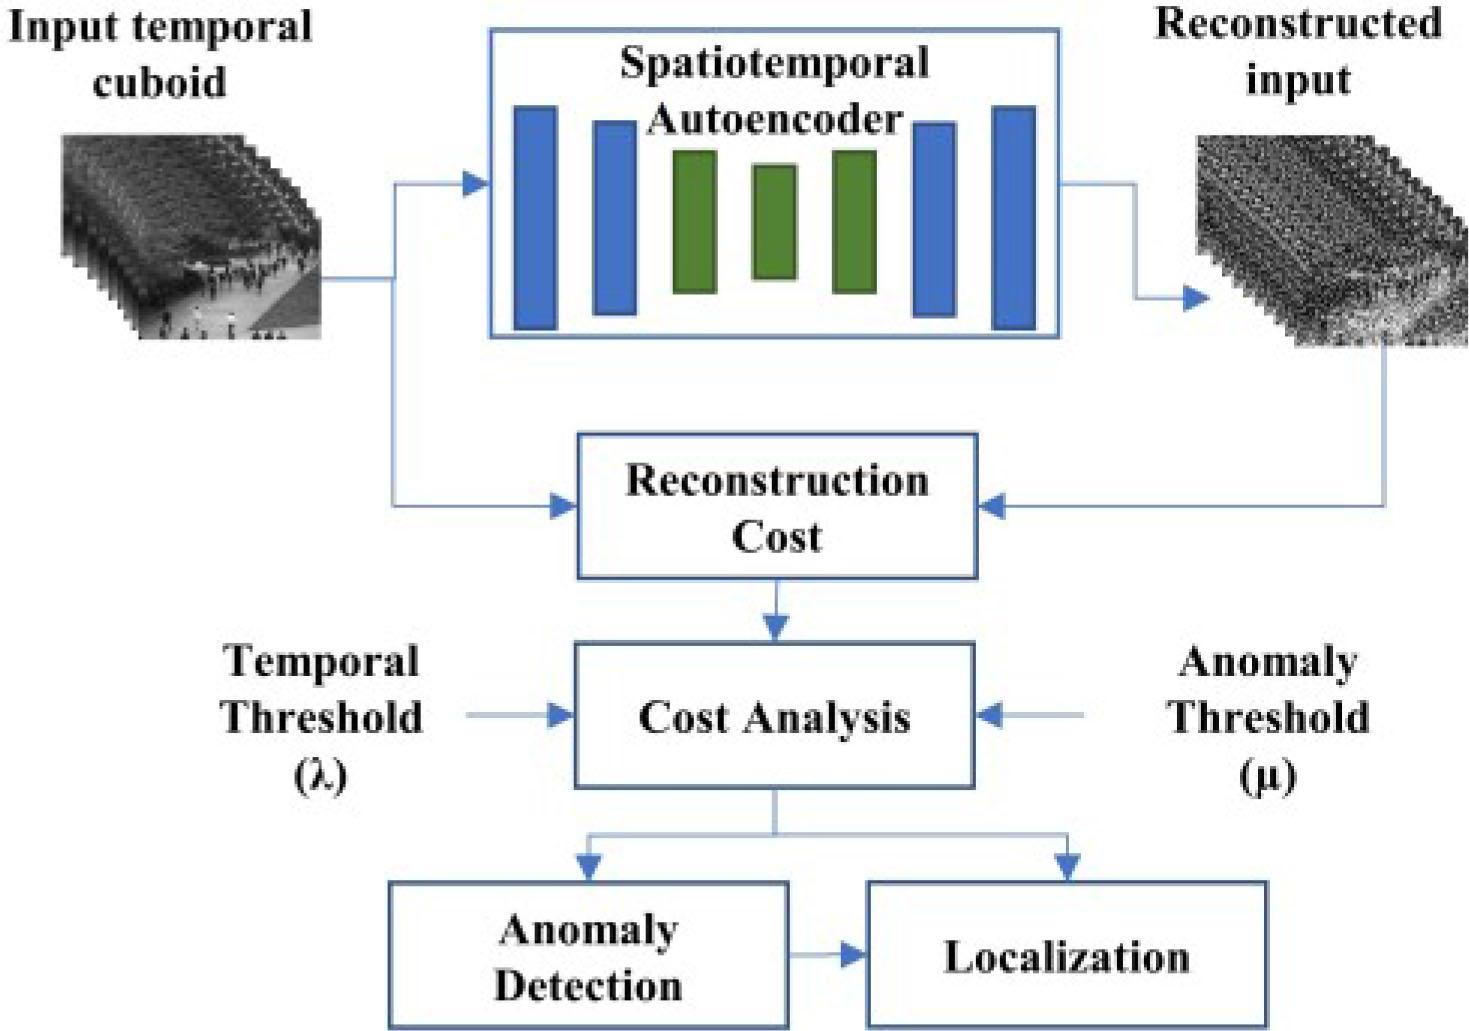 Input temporal
cuboid
Spatiotemporal
Autoencoder
Reconstructed
input
Reconstruction
Cost
Temporal
Threshold
(λ)
Cost Analysis
Anomaly
Threshold
(μ)
Anomaly
Detection
Localization